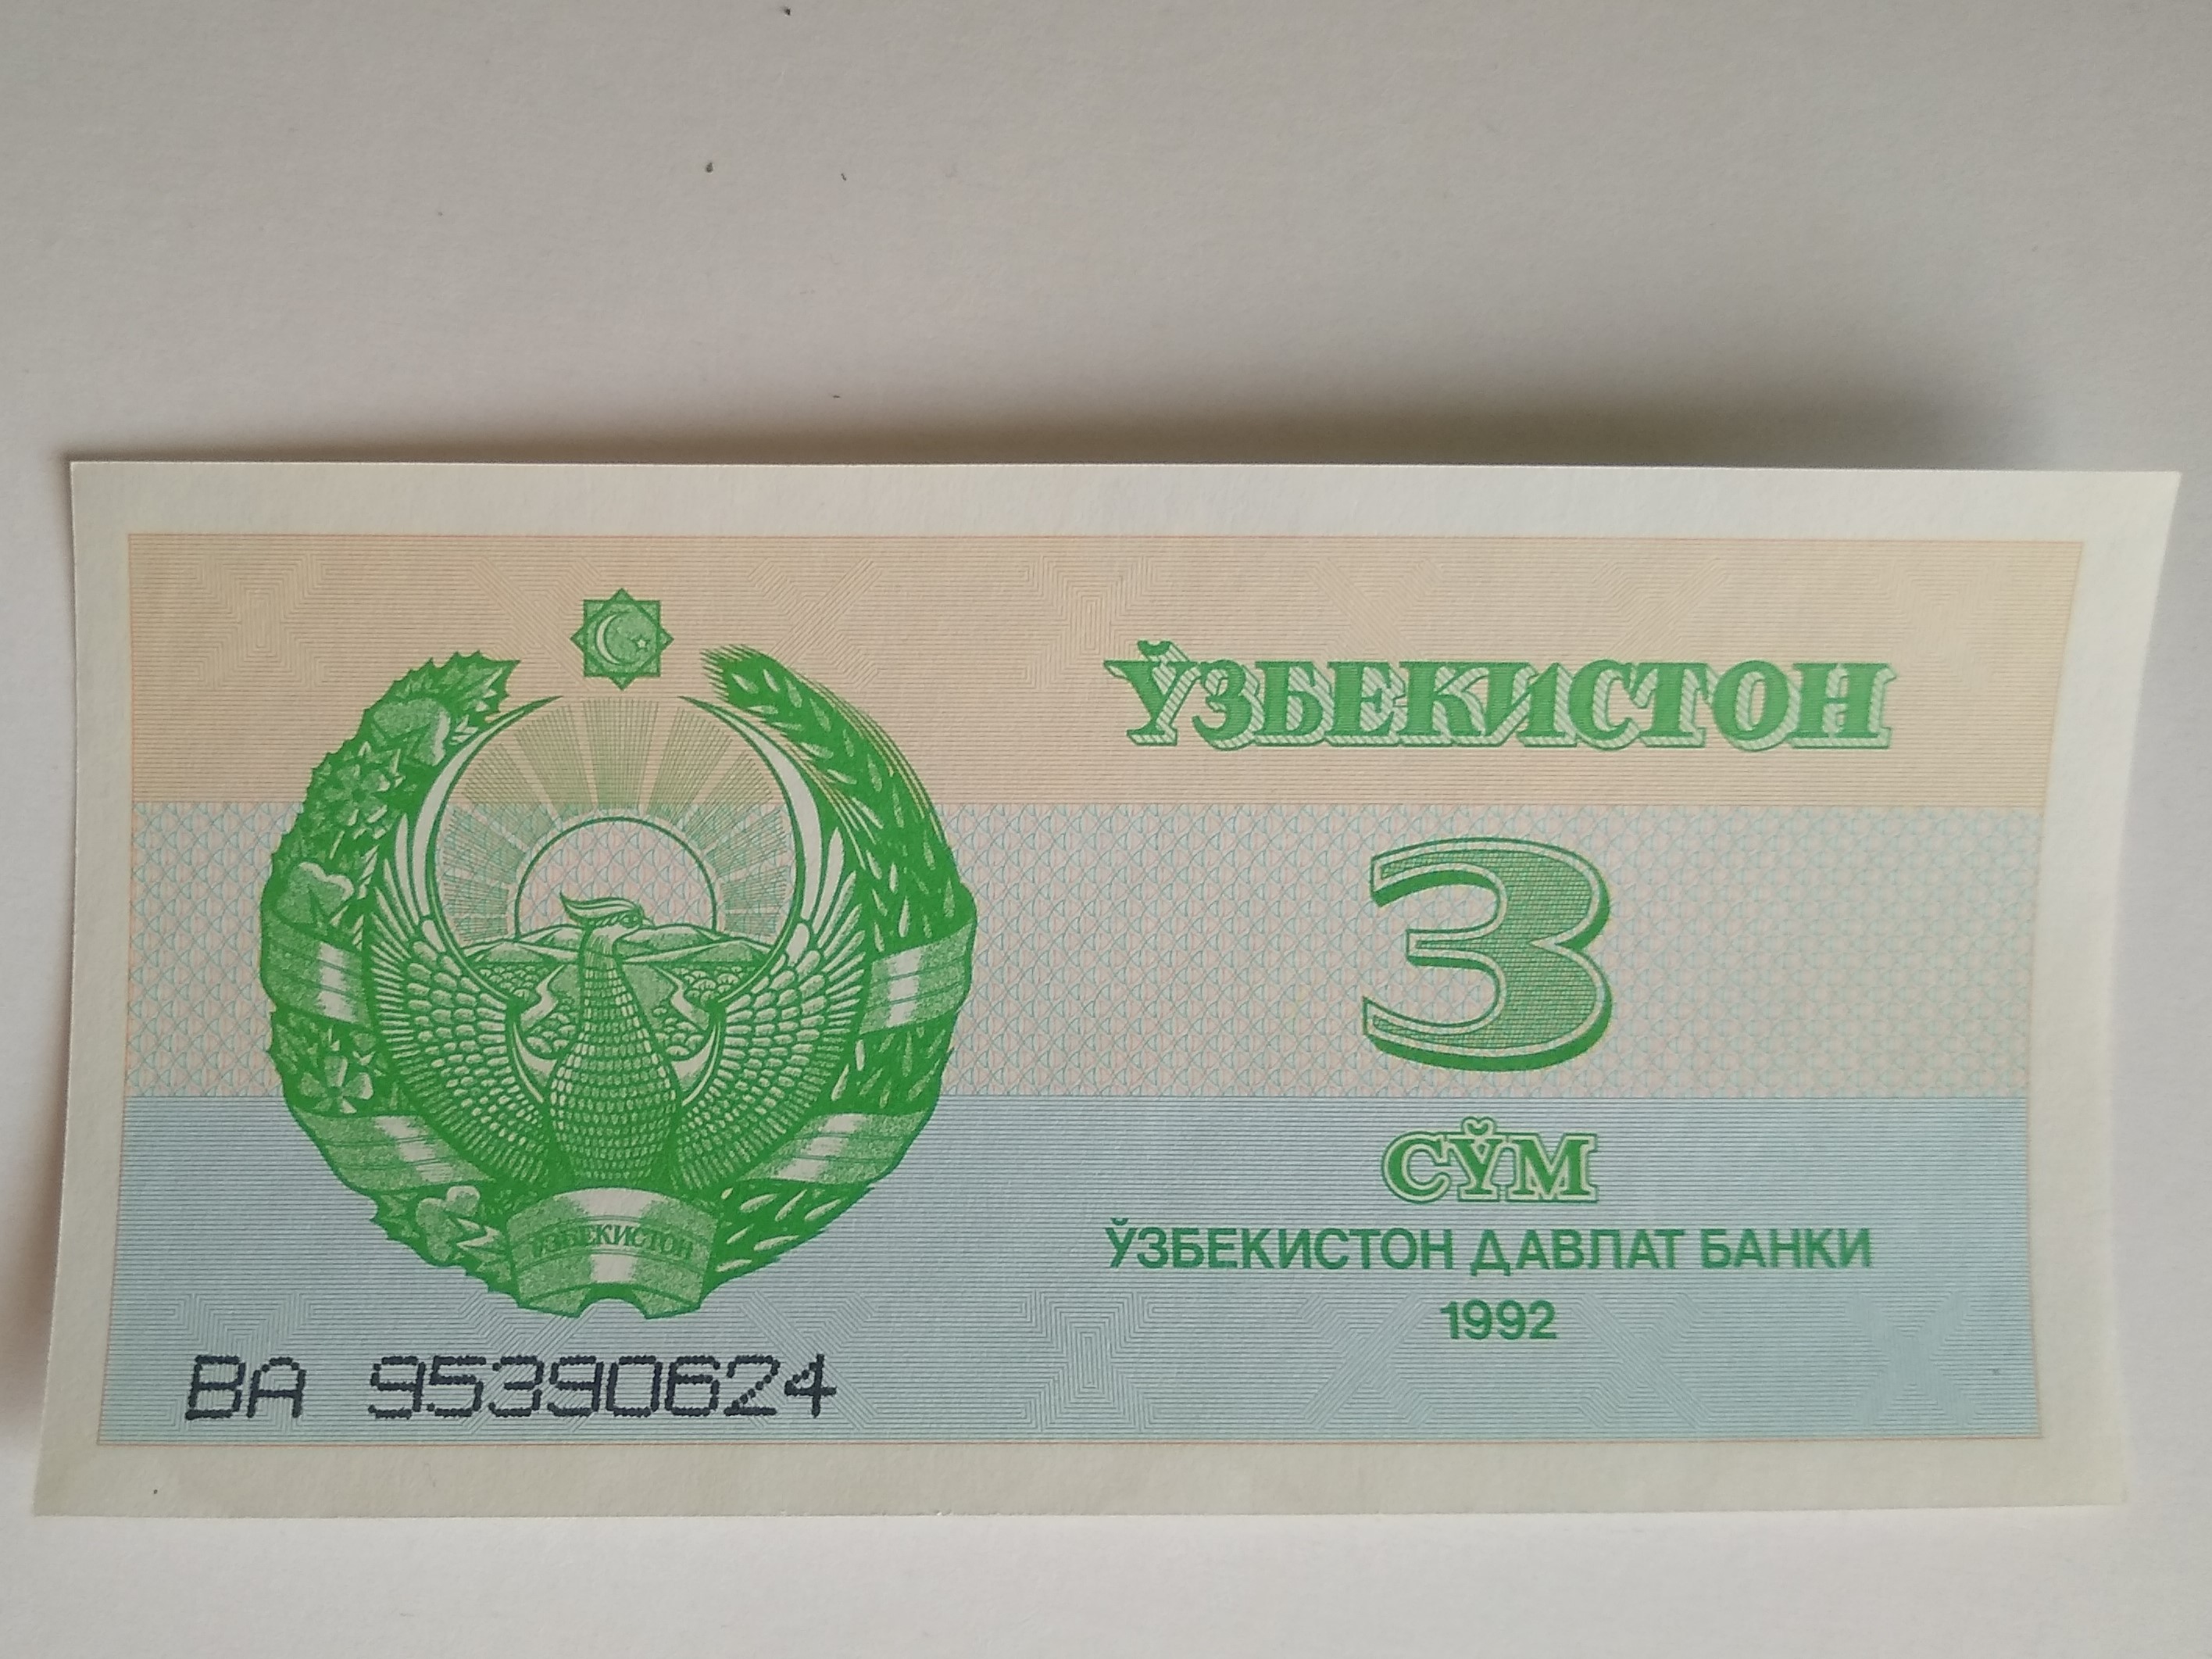 ЎЗБЕКИСТОН
3
СЎМ
ЎЗБЕКИСТОН ДАВЛАТ БАНКИ
1992
ЎЗБЕКИСТОН
ВА 95390624